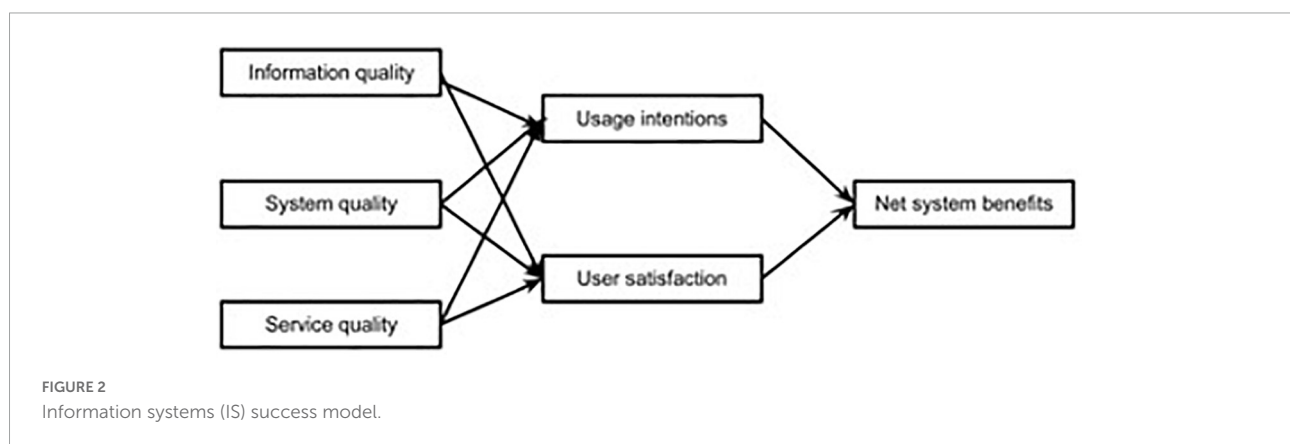 Information quality
Usage intentions
System quality
Net system benefits
User satisfaction
Service quality
FIGURE 2
Information systems (IS) success model.